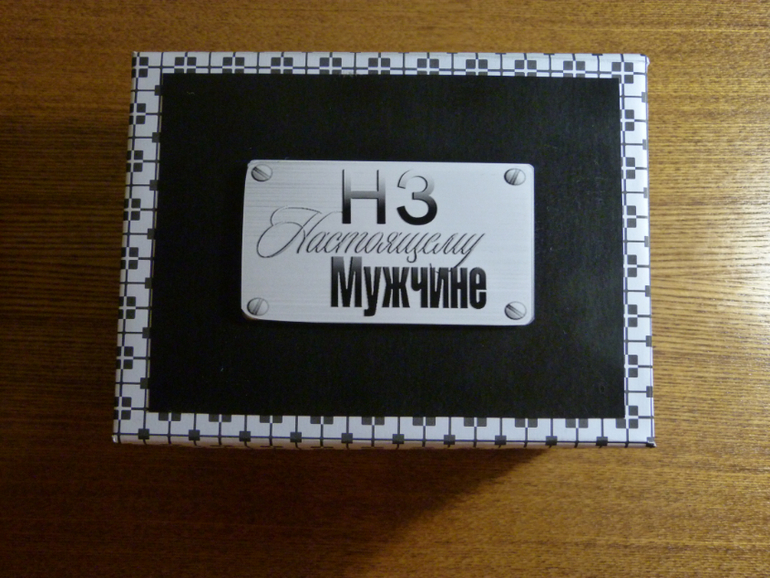 НЗ
Настоящему
Мужчине